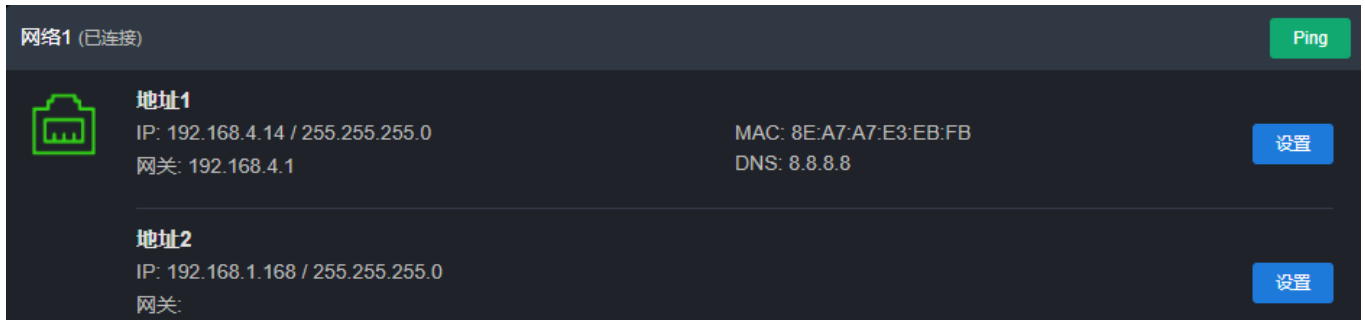 网络1 (已连接)
Ping
地址1
IP: 192.168.4.14 / 255.255.255.0
MAC: 8E:A7:A7:E3:EB:FB
网关: 192.168.4.1
DNS: 8.8.8.8
设置
地址2
IP: 192.168.1.168 / 255.255.255.0
网关:
设置